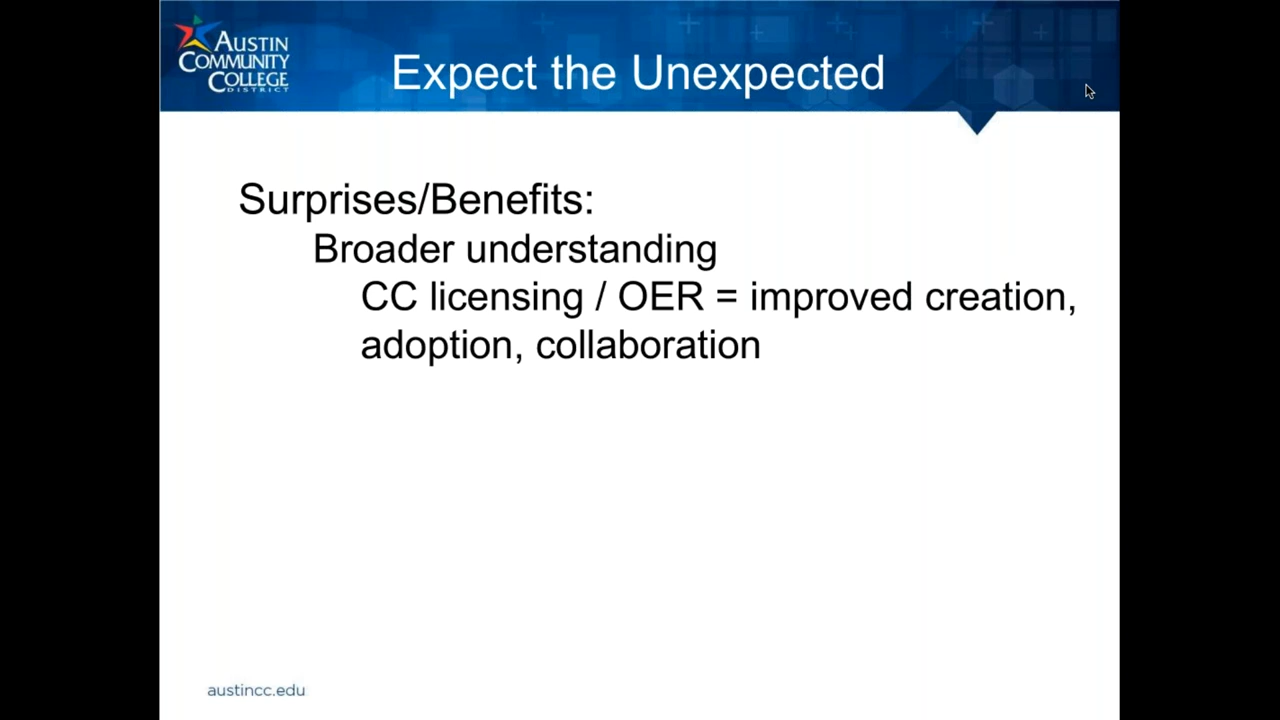 AUSTIN
COMMUNITY
COLLEGE
DISTRICT
Expect the Unexpected
Surprises/Benefits:
Broader understanding
CC licensing / OER = improved creation,
adoption, collaboration
austincc.edu